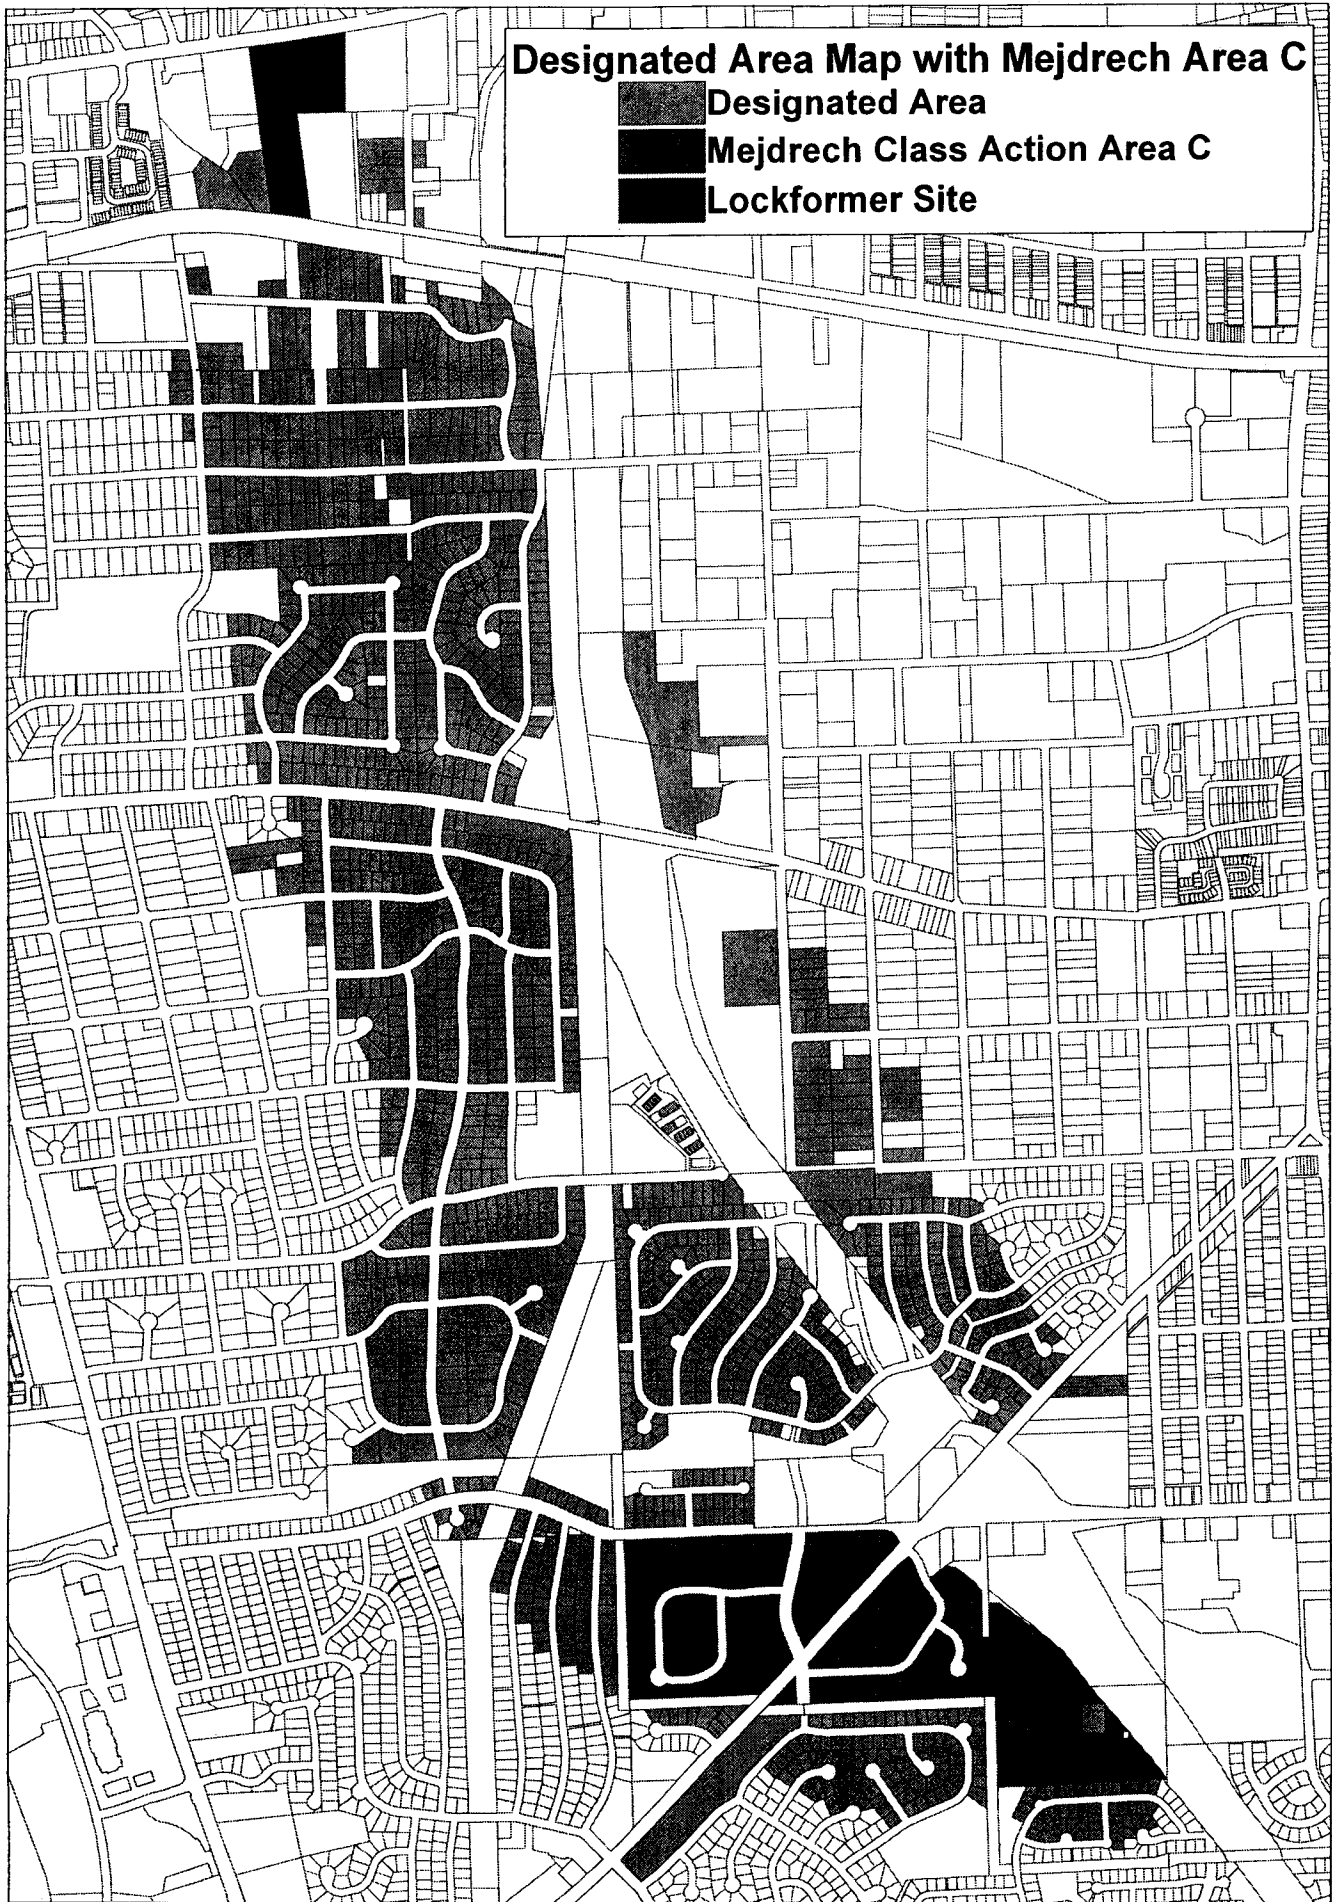 Designated Area Map with Mejdrech Area C
Designated Area
Mejdrech Class Action Area C
Lockformer Site